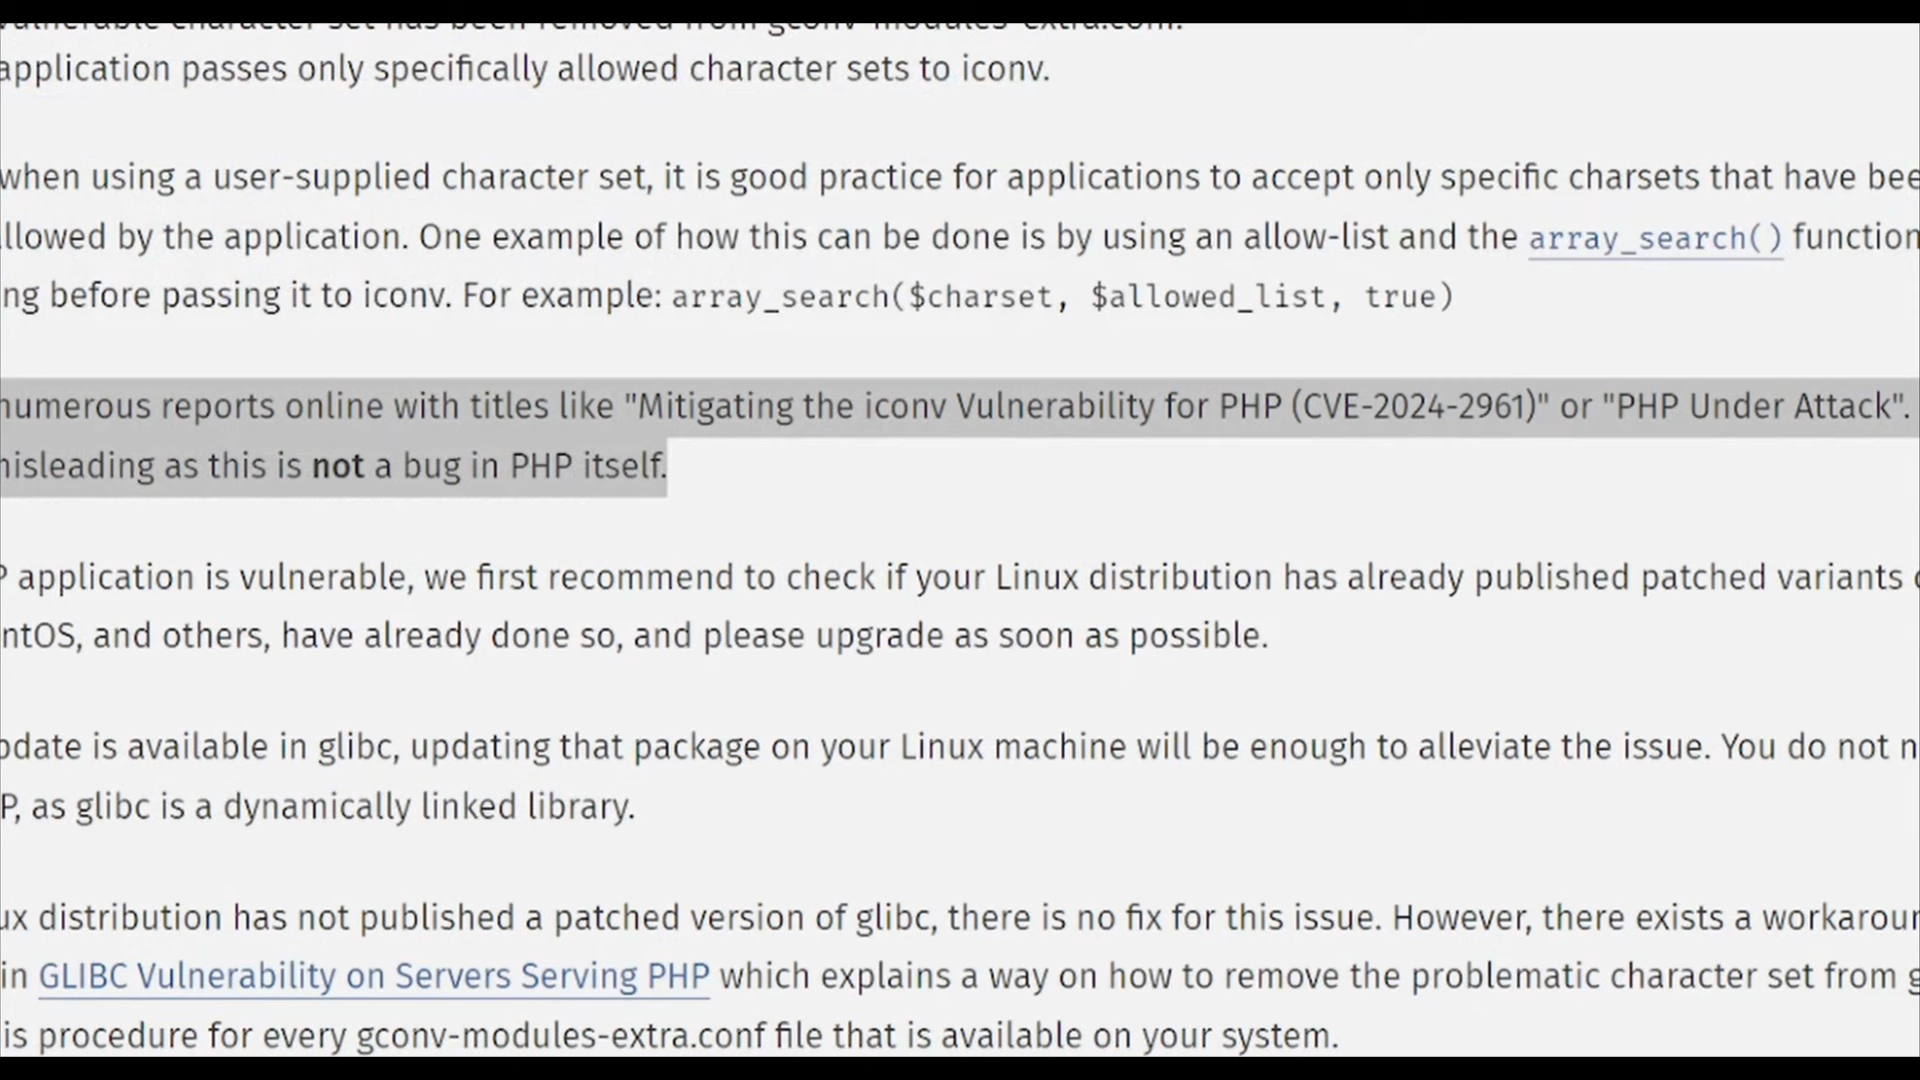 application passes only specifically allowed character sets to iconv.
when using a user-supplied character set, it is good practice for applications to accept only specific charsets that have
by the application. One example of how this can be done is by using an allow-list and the array_search() function
before passing it to iconv. For example: array_search($charset, $allowed_list, true)
numerous reports online with titles like "Mitigating the iconv Vulnerability for PHP (CVE-2024-2961)" or "PHP Under Attack".
misleading as this is not a bug in PHP itself.
application is vulnerable, we first recommend to check if your Linux distribution has already published patched variants
and others, have already done so, and please upgrade as soon as possible.
is available in glibc, updating that package on your Linux machine will be enough to alleviate the issue. You do not
as glibc is a dynamically linked library.
distribution has not published a patched version of glibc, there is no fix for this issue. However, there exists a
in GLIBC Vulnerability on Servers Serving PHP which explains a way on how to remove the problematic character set from
is procedure for every gconv-modules-extra.conf file that is available on your system.